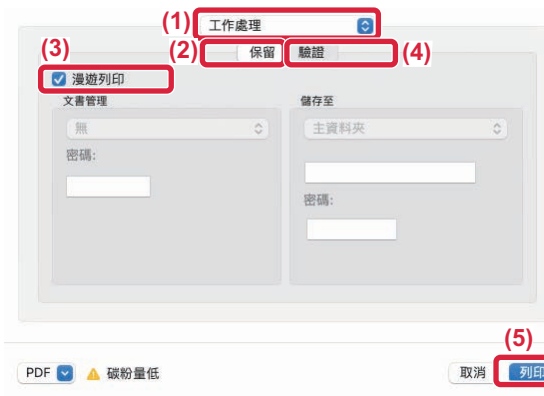 (1) 工作處理
(2) 保留 驗證 (4)
(3)
漫遊列印
文書管理 儲存至
無 主資料夾
密碼:
密碼:
(5)
PDF 碳粉量低 取消 列印